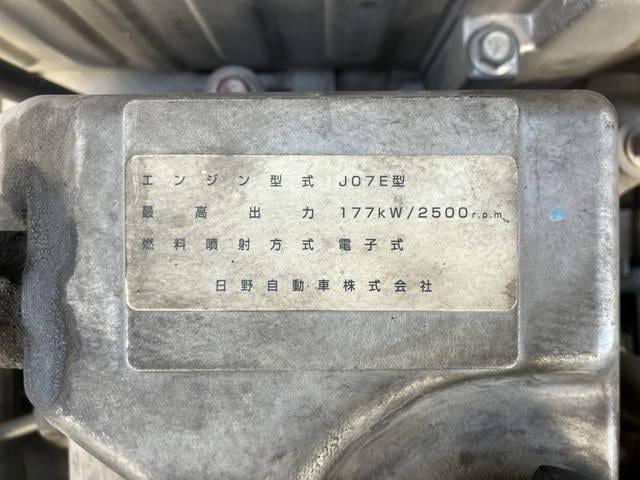 エンジン型式 J07E型
最高出力 177kW/2500r.p.m
燃料噴射方式 電子式
日野自動車株式会社